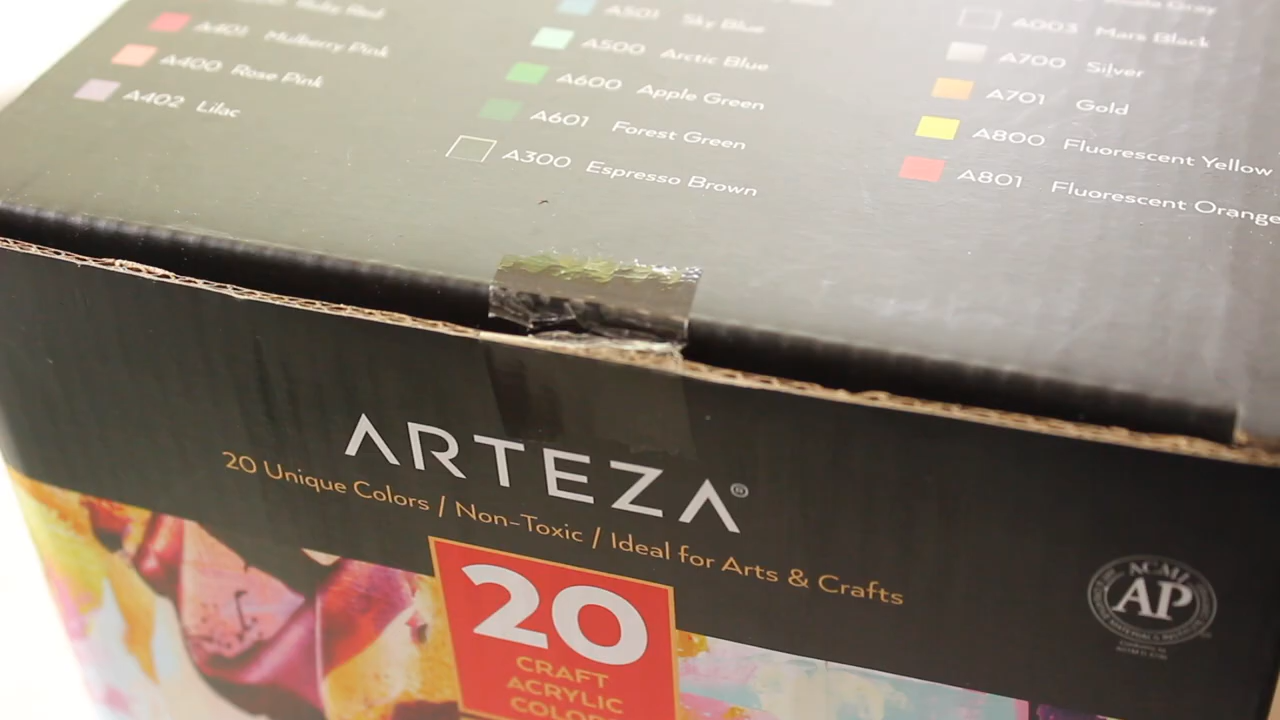 Ruby Red
A401 Mulberry Pink
A400 Rose Pink
A402 Lilac
A501 Sky Blue
A500 Arctic Blue
A600 Apple Green
A601 Forest Green
A300 Espresso Brown
Gray
A003 Mars Black
A700 Silver
A701 Gold
A800 Fluorescent Yellow
A801 Fluorescent Orange
ARTEZA®
20 Unique Colors / Non-Toxic / Ideal for Arts & Crafts
20
CRAFT
ACRYLIC
COLORS
ACMI
AP